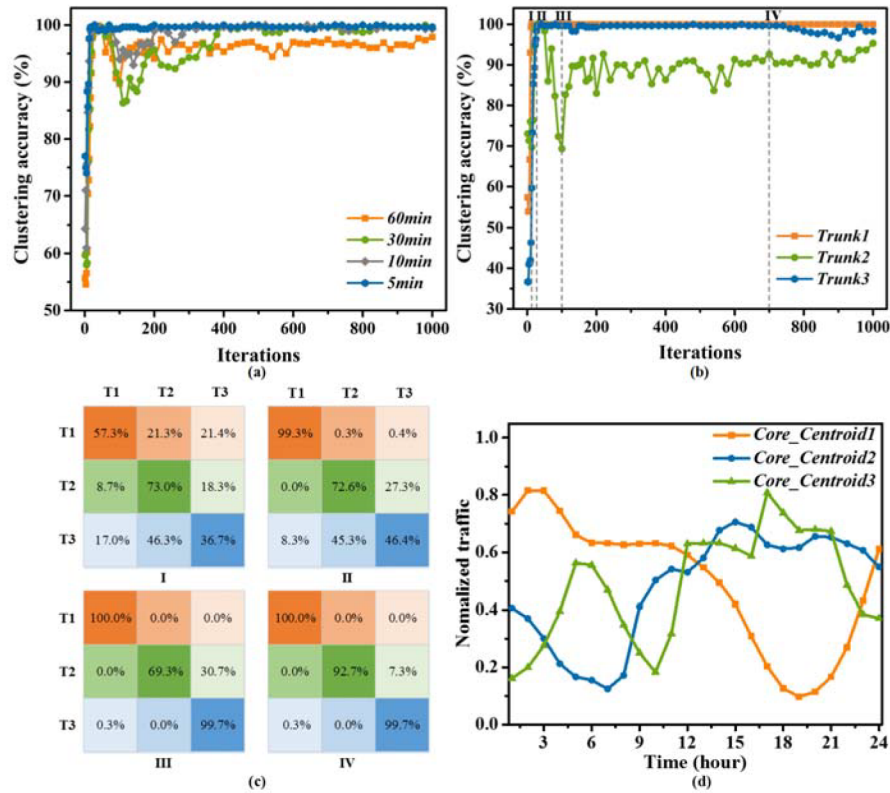 100
90
80
70
60
50
Clustering accuracy (%)
60min
30min
10min
5min
0 200 400 600 800 1000
Iterations
(a)
I II III IV
100
90
80
70
60
50
40
30
Clustering accuracy (%)
Trunk1
Trunk2
Trunk3
0 200 400 600 800 1000
Iterations
(b)
T1 T2 T3
T1 57.3% 21.3% 21.4%
T2 8.7% 73.0% 18.3%
T3 17.0% 46.3% 36.7%
I
T1 T2 T3
99.3% 0.3% 0.4%
0.0% 72.6% 27.3%
8.3% 45.3% 46.4%
II
T1 100.0% 0.0% 0.0%
T2 0.0% 69.3% 30.7%
T3 0.3% 0.0% 99.7%
III
100.0% 0.0% 0.0%
0.0% 92.7% 7.3%
0.3% 0.0% 99.7%
IV
(c)
1.0
0.8
0.6
0.4
0.2
0.0
Nomalized traffic
Core_Centroid1
Core_Centroid2
Core_Centroid3
3 6 9 12 15 18 21 24
Time (hour)
(d)